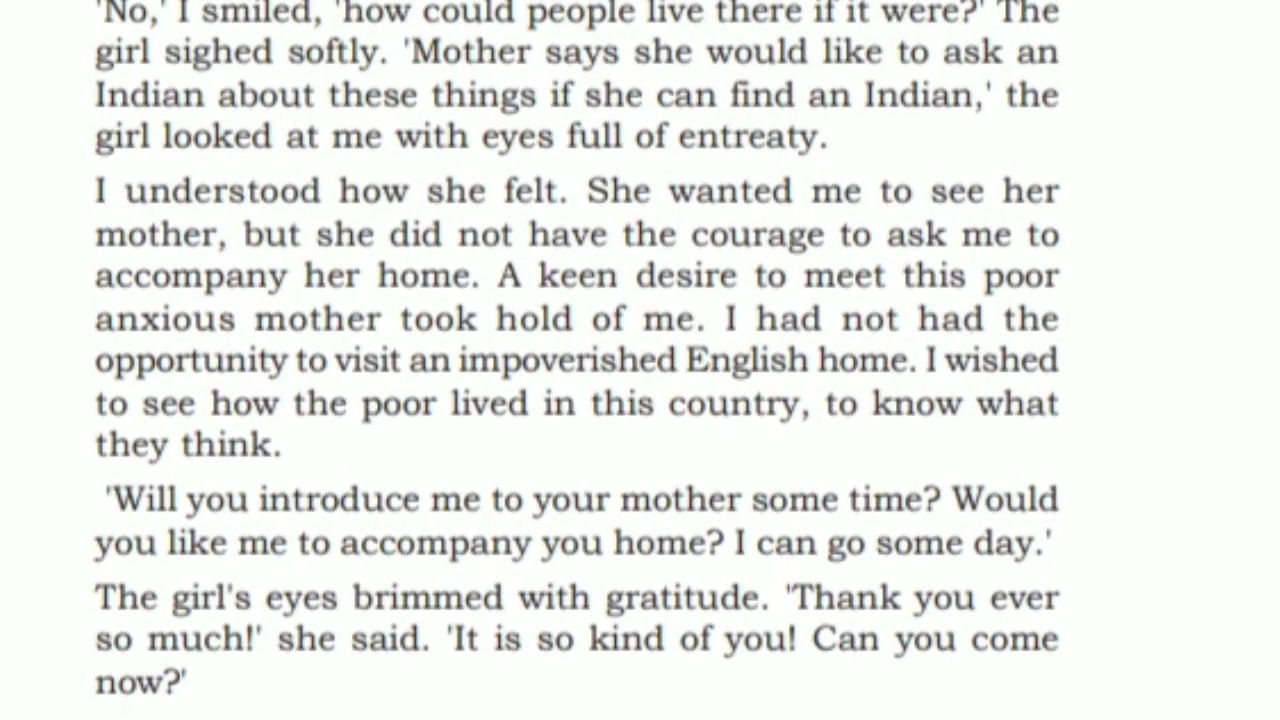 'No,' I smiled, 'how could people live there if it were?' The
girl sighed softly. 'Mother says she would like to ask an
Indian about these things if she can find an Indian,' the
girl looked at me with eyes full of entreaty.
I understood how she felt. She wanted me to see her
mother, but she did not have the courage to ask me to
accompany her home. A keen desire to meet this poor
anxious mother took hold of me. I had not had the
opportunity to visit an impoverished English home. I wished
to see how the poor lived in this country, to know what
they think.
'Will you introduce me to your mother some time? Would
you like me to accompany you home? I can go some day.'
The girl's eyes brimmed with gratitude. 'Thank you ever
so much!' she said. 'It is so kind of you! Can you come
now?'